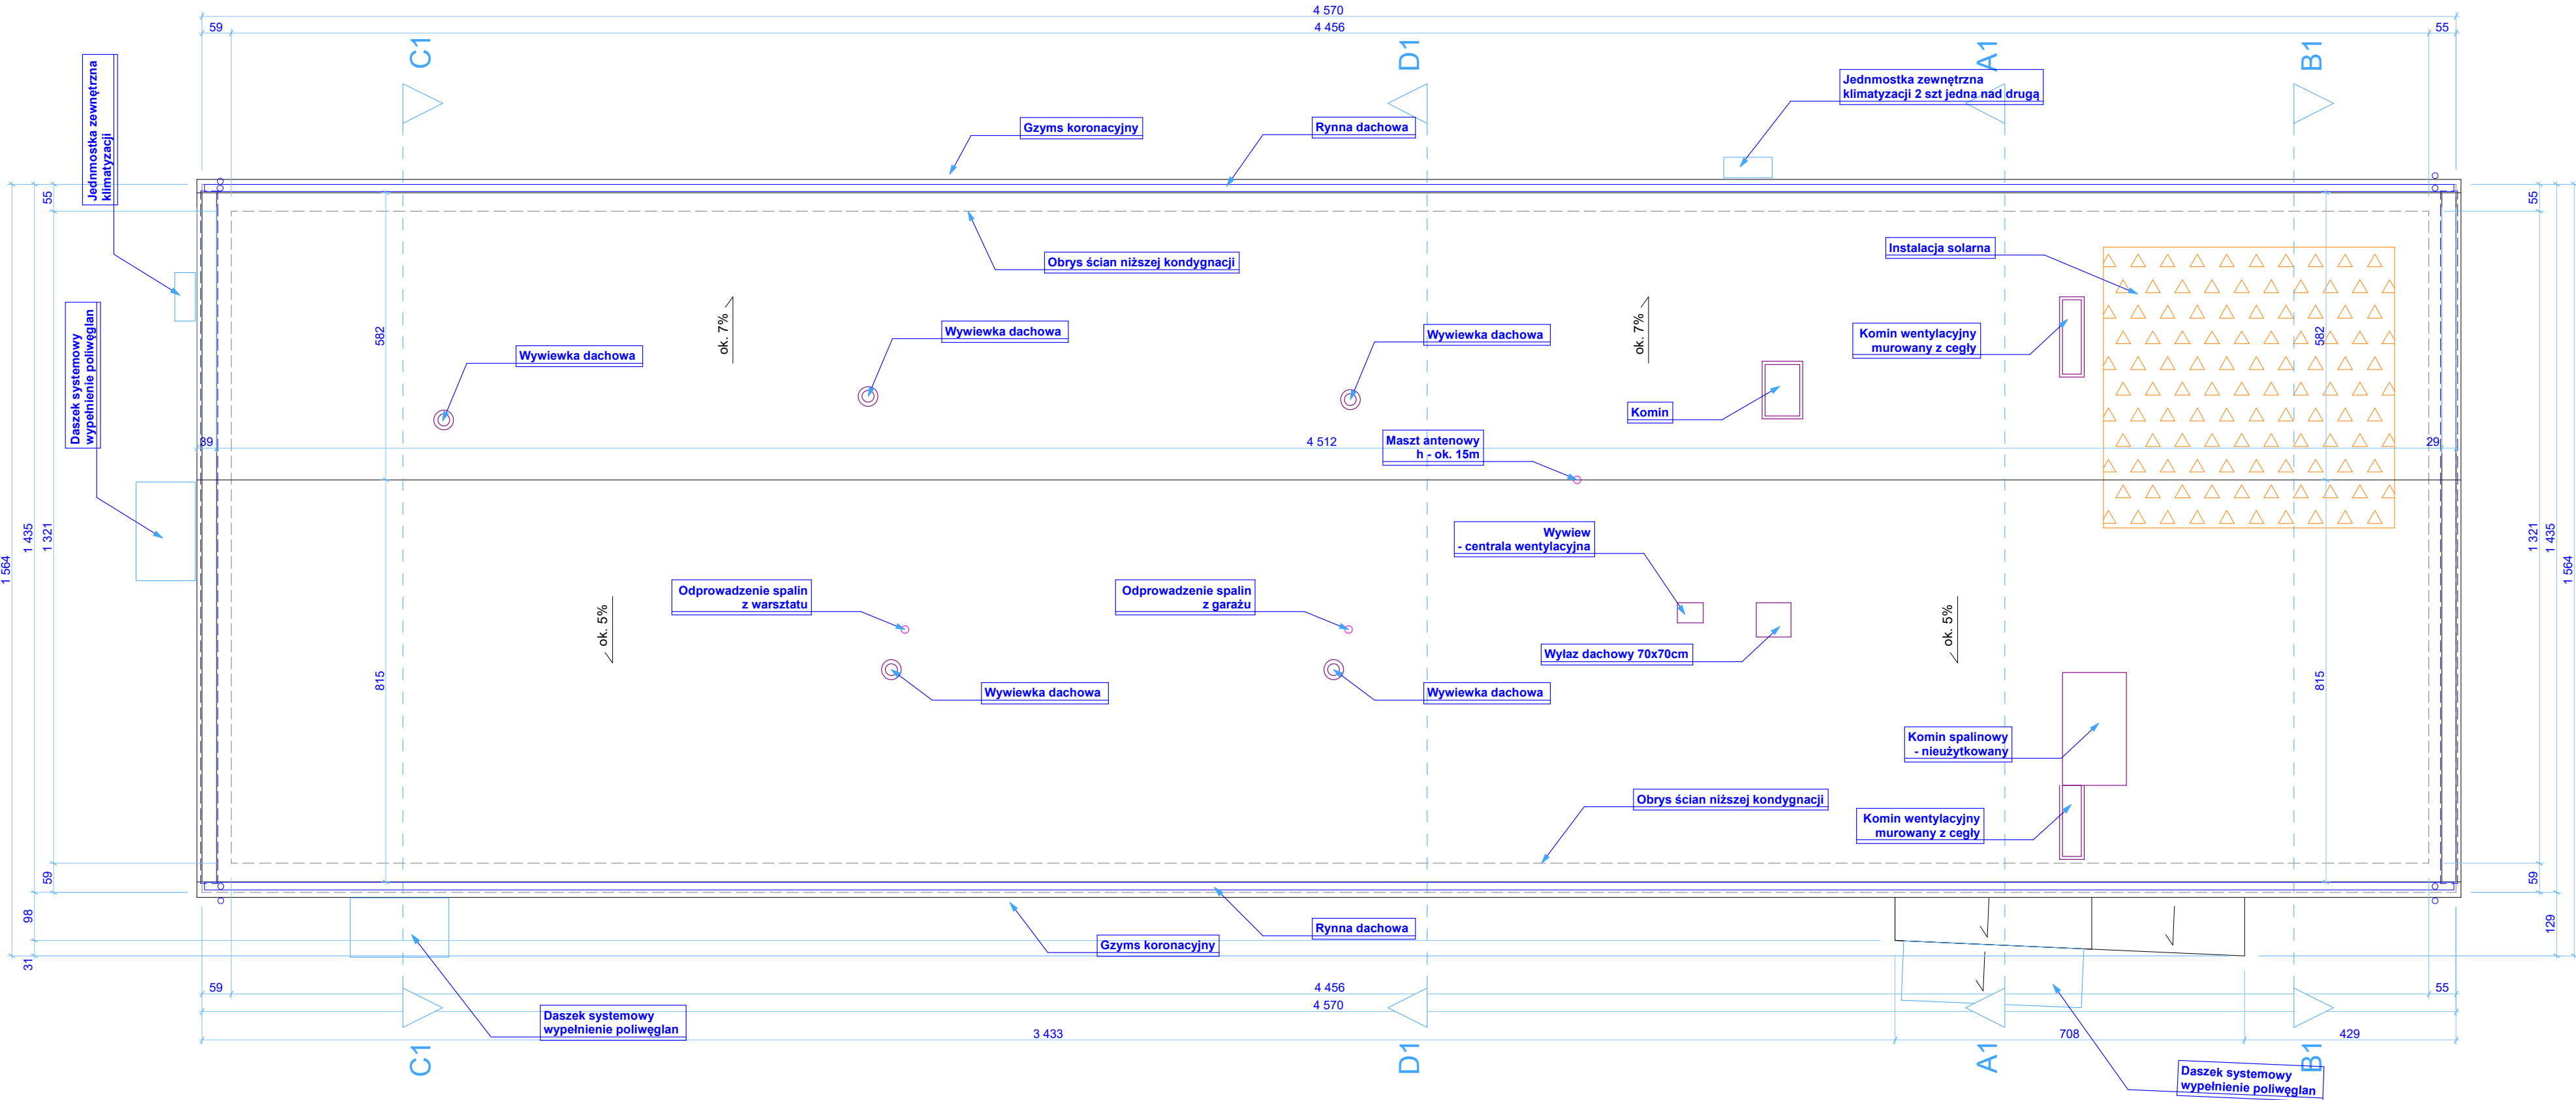 4 570
59
4 456
55
C1
D1
A1
B1
Jednmostka zewnętrzna
klimatyzacji
Jednmostka zewnętrzna
klimatyzacji 2 szt jedna nad drugą
Gzyms koronacyjny
Rynna dachowa
55
55
Obrys ścian niższej kondygnacji
Instalacja solarna
Daszek systemowy
wypełnienie poliwęglan
582
ok. 7%
ok. 7%
582
Wywiewka dachowa
Wywiewka dachowa
Wywiewka dachowa
Komin wentylacyjny
murowany z cegły
Komin
39
4 512
29
Maszt antenowy
h - ok. 15m
1 564
1 435
1 321
1 321
1 435
1 564
Wywiew
- centrala wentylacyjna
Odprowadzenie spalin
z warsztatu
Odprowadzenie spalin
z garażu
ok. 5%
ok. 5%
Wyłaz dachowy 70x70cm
815
815
Wywiewka dachowa
Wywiewka dachowa
Komin spalinowy
- nieużytkowany
Obrys ścian niższej kondygnacji
Komin wentylacyjny
murowany z cegły
59
59
98
129
31
Rynna dachowa
Gzyms koronacyjny
59
4 456
55
4 570
Daszek systemowy
wypełnienie poliwęglan
3 433
708
429
C1
D1
A1
B1
Daszek systemowy
wypełnienie poliwęglan